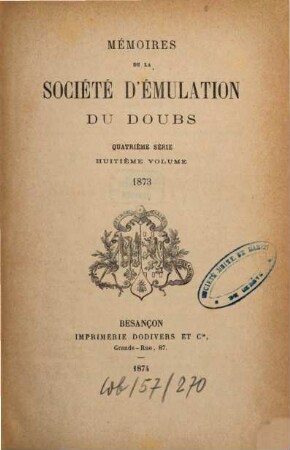 MÉMOIRES
DE LA
SOCIÉTÉ D'ÉMULATION
DU DOUBS
QUATRIÈME SÉRIE
HUITIÈME VOLUME
1873
BESANÇON
IMPRIMERIE DODIVERS ET Cie,
Grande-Rue, 87.
1874